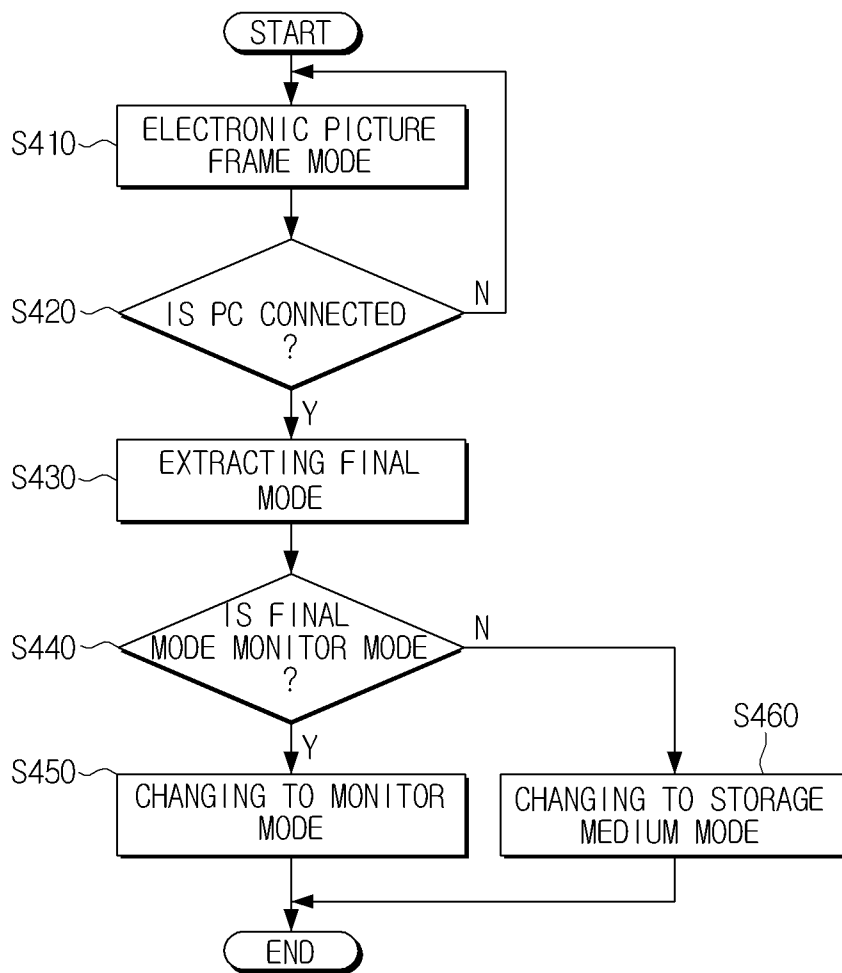 START
S410
ELECTRONIC PICTURE
FRAME MODE
S420
IS PC CONNECTED
?
N
Y
S430
EXTRACTING FINAL
MODE
S440
IS FINAL
MODE MONITOR MODE
?
N
Y
S450
CHANGING TO MONITOR
MODE
S460
CHANGING TO STORAGE
MEDIUM MODE
END